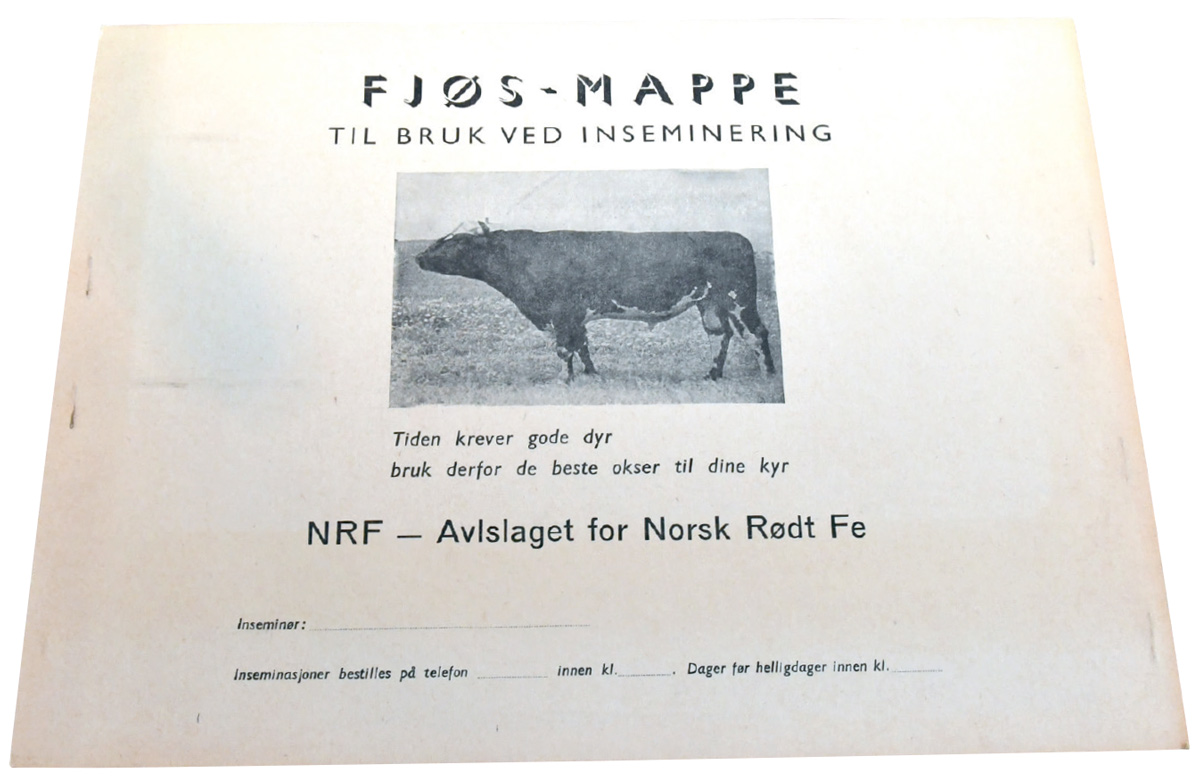 FJØS-MAPPE
TIL BRUK VED INSEMINERING
Tiden krever gode dyr
bruk derfor de beste okser til dine kyr
NRF — Avlslaget for Norsk Rødt Fe
Inseminør:
Inseminasjoner bestilles på telefon innen kl. . Dager før helligdager innen kl.